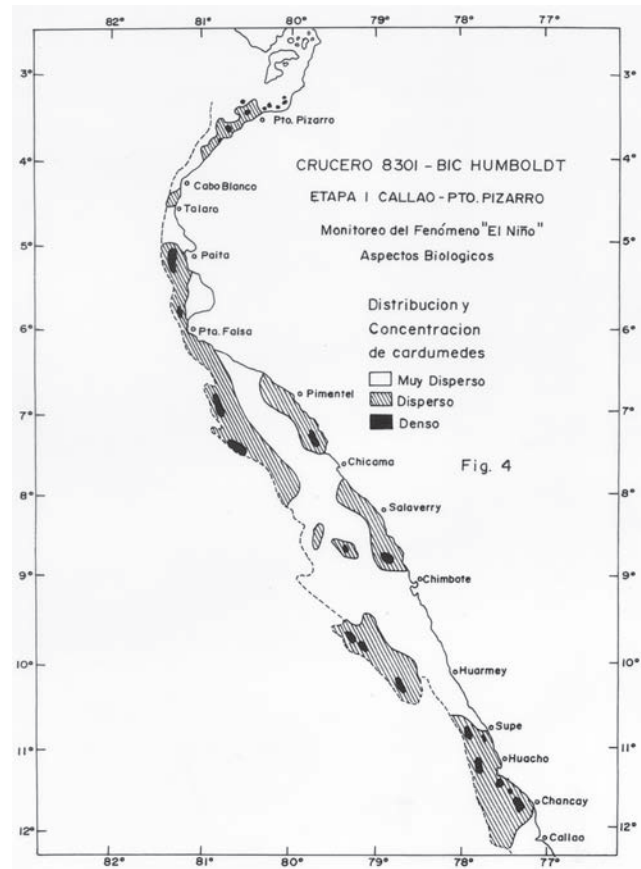 82°
81°
80°
79°
78°
77°
3°
3°
Pto. Pizarro
4°
4°
CRUCERO 8301 - BIC HUMBOLDT
Cabo Blanco
ETAPA I CALLAO - PTO. PIZARRO
Talara
Monitoreo del Fenómeno "El Niño"
5°
Paita
Aspectos Biologicos
5°
Distribucion y
6°
Pta. Falsa
Concentracion
6°
de cardumedes
Muy Disperso
Pimentel
Disperso
7°
7°
Denso
Chicama
Fig. 4
8°
Salaverry
8°
9°
Chimbote
9°
10°
Huarmey
10°
Supe
11°
Huacho
11°
Chancay
12°
Callao
12°
82°
81°
80°
79°
78°
77°